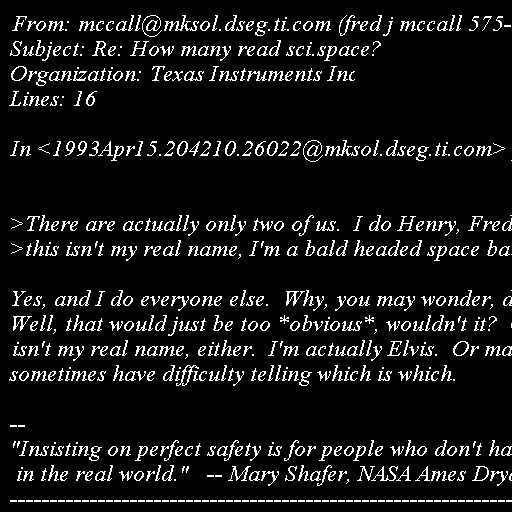 From: mccall@mksol.dseg.ti.com (fred j mccall 575-
Subject: Re: How many read sci.space?
Organization: Texas Instruments Inc
Lines: 16

In <1993Apr15.204210.26022@mksol.dseg.ti.com>

>There are actually only two of us.  I do Henry, Fred
>this isn't my real name, I'm a bald headed space

Yes, and I do everyone else.  Why, you may wonder,
Well, that would just be too *obvious*, wouldn't it?
isn't my real name, either.  I'm actually Elvis.  Or
sometimes have difficulty telling which is which.

--
"Insisting on perfect safety is for people who don't
 in the real world."   -- Mary Shafer, NASA Ames
------------------------------------------------------------------------------